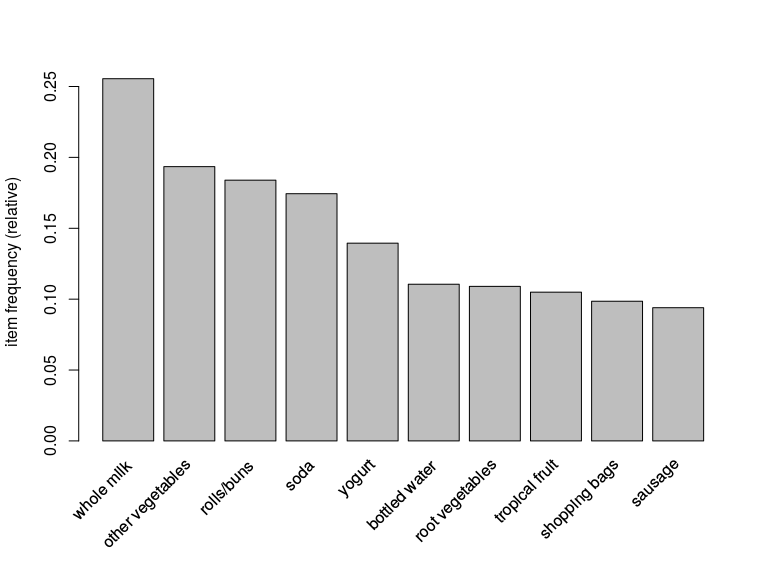 item frequency (relative)
0.25
0.20
0.15
0.10
0.05
0.00
whole milk
other vegetables
rolls/buns
soda
yogurt
bottled water
root vegetables
tropical fruit
shopping bags
sausage